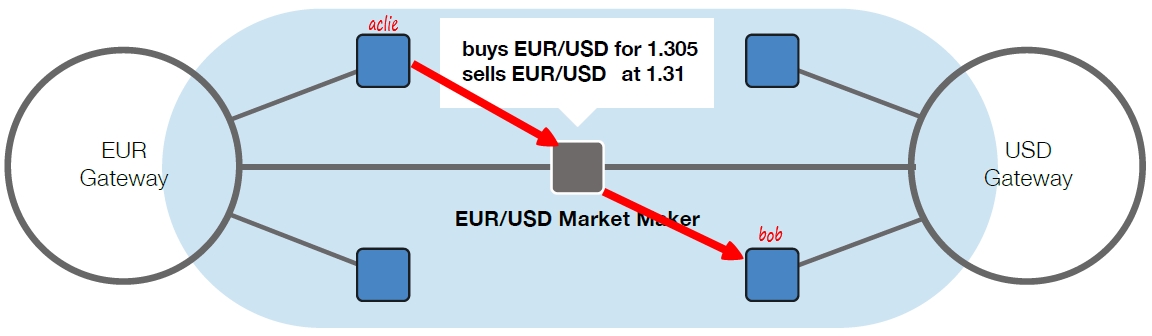 aclie
buys EUR/USD for 1.305
sells EUR/USD at 1.31
EUR
Gateway
USD
Gateway
EUR/USD Market Maker
bob